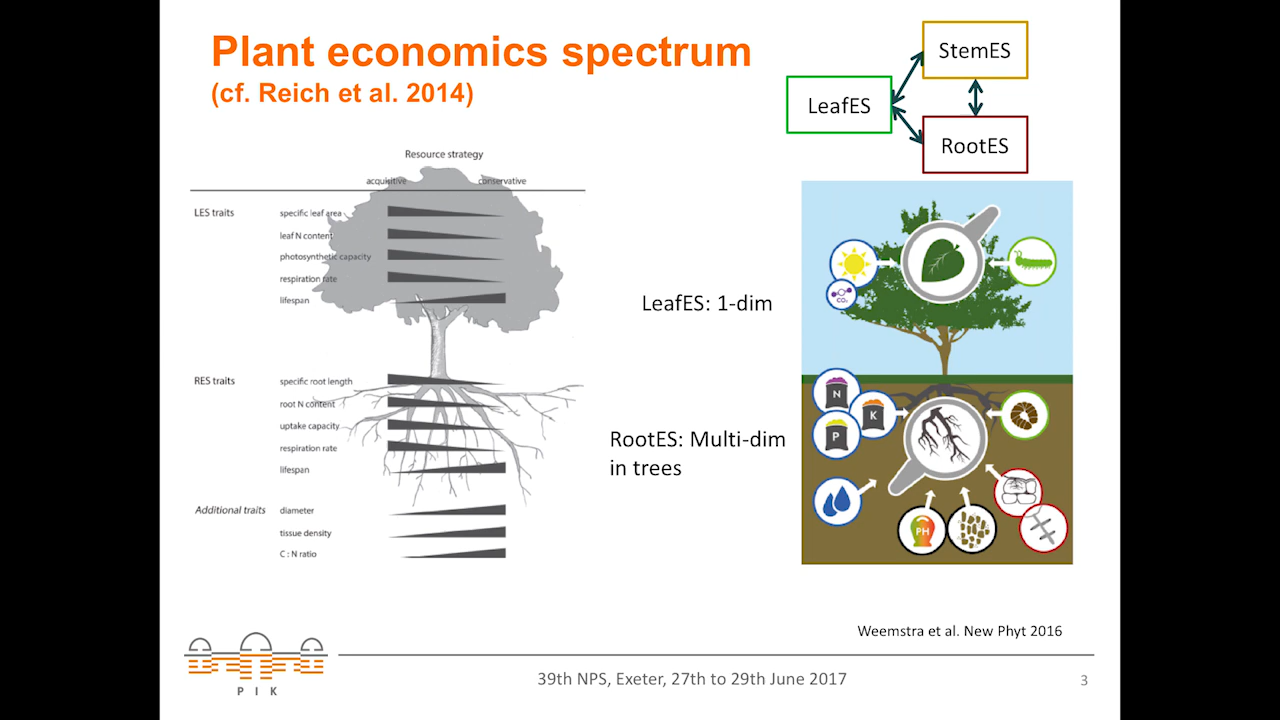 Plant economics spectrum
(cf. Reich et al. 2014)
StemES
LeafES
RootES
Resource strategy
acquisitive conservative
LES traits
specific leaf area
leaf N content
photosynthetic capacity
respiration rate
lifespan
RES traits
specific root length
root N content
uptake capacity
respiration rate
lifespan
Additional traits
diameter
tissue density
C : N ratio
LeafES: 1-dim
RootES: Multi-dim
in trees
CO₂
N
K
P
PH
Weemstra et al. New Phyt 2016
P I K
39th NPS, Exeter, 27th to 29th June 2017
3